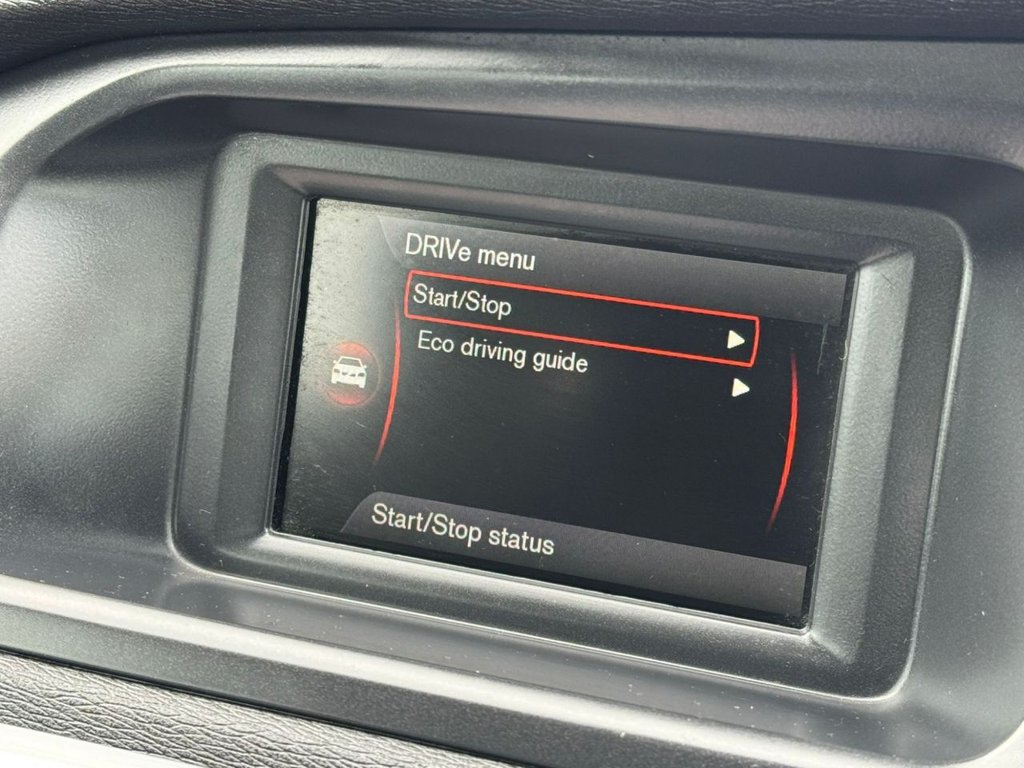 DRIVe menu
Start/Stop
Eco driving guide
Start/Stop status